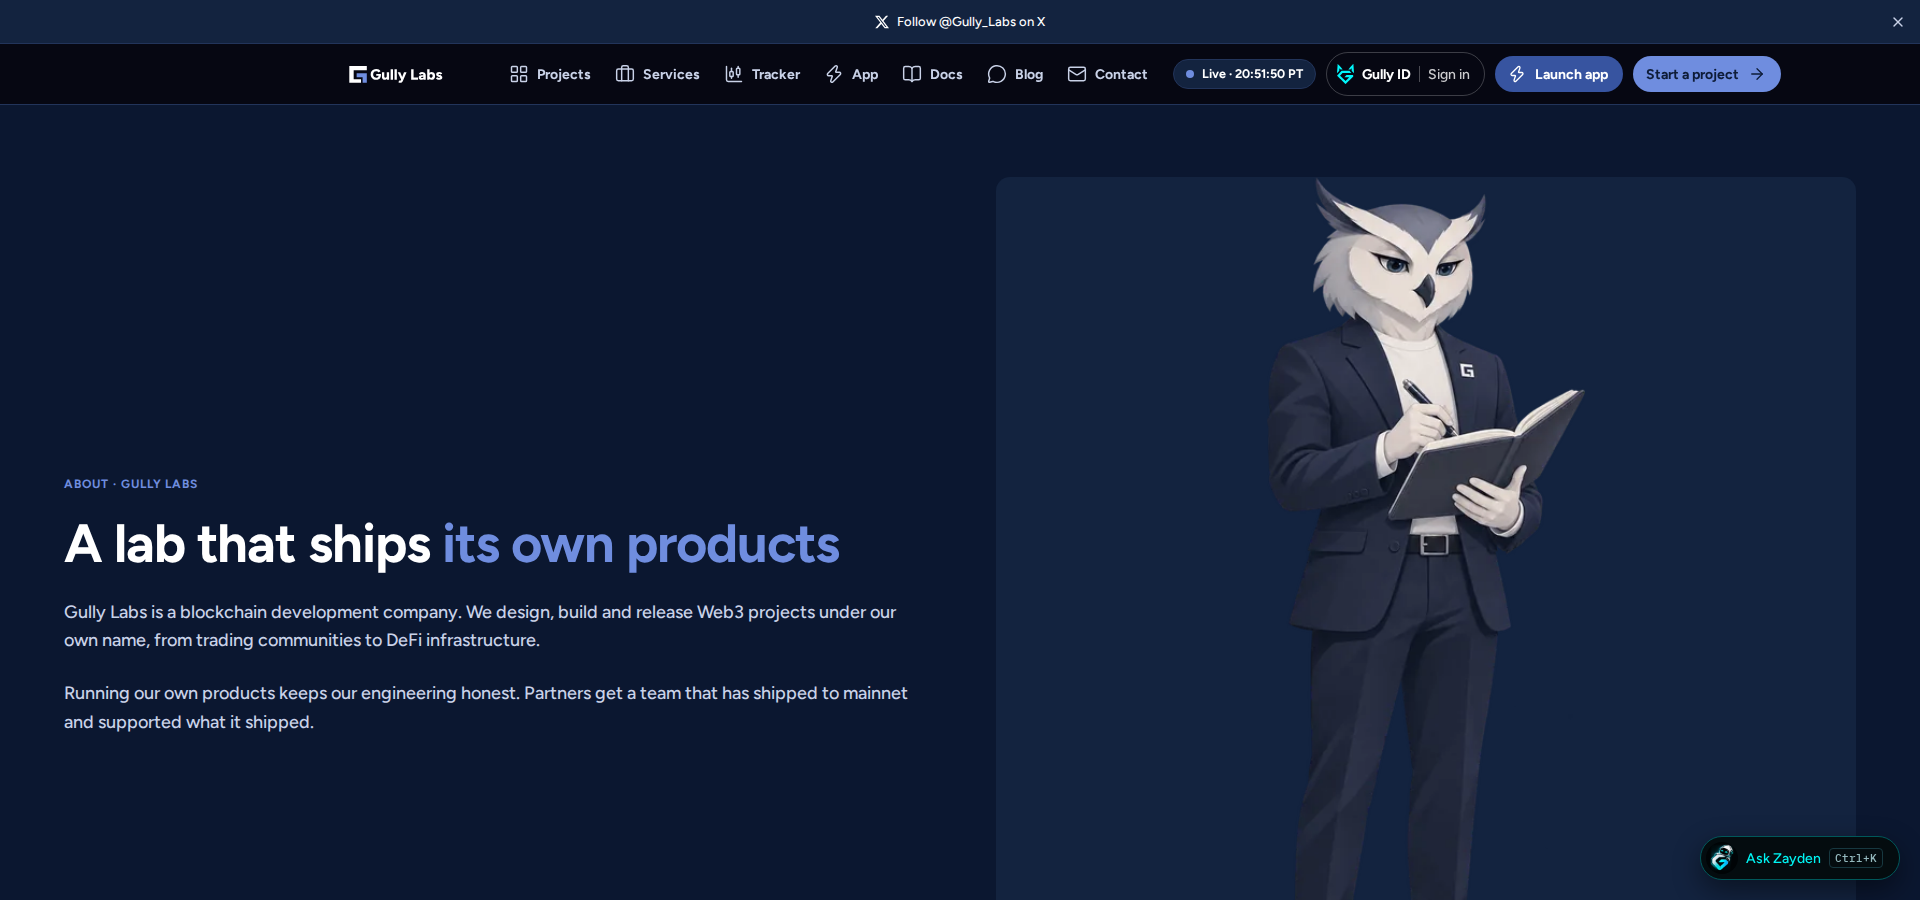 Follow @Gully_Labs on X
Gully Labs
Projects
Services
Tracker
App
Docs
Blog
Contact
Live · 20:51:50 PT
Gully ID
Sign in
Launch app
Start a project
ABOUT · GULLY LABS
A lab that ships its own products
Gully Labs is a blockchain development company. We design, build and release Web3 projects under our
own name, from trading communities to DeFi infrastructure.
Running our own products keeps our engineering honest. Partners get a team that has shipped to mainnet
and supported what it shipped.
Ask Zayden
Ctrl+K